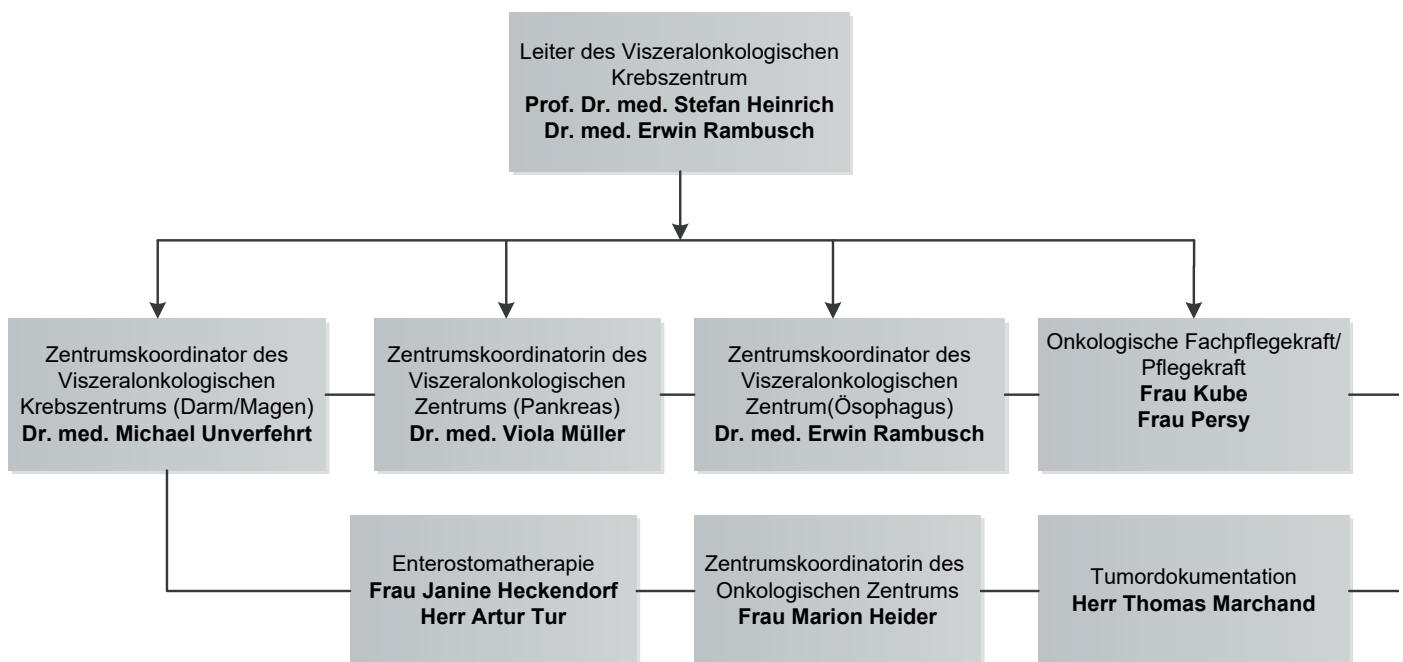 Leiter des Viszeralonkologischen
Krebszentrum
Prof. Dr. med. Stefan Heinrich
Dr. med. Erwin Rambusch
Zentrumskoordinator des
Viszeralonkologischen
Krebszentrums (Darm/Magen)
Dr. med. Michael Unverfehrt
Zentrumskoordinatorin des
Viszeralonkologischen
Zentrums (Pankreas)
Dr. med. Viola Müller
Zentrumskoordinator des
Viszeralonkologischen
Zentrum(Ösophagus)
Dr. med. Erwin Rambusch
Onkologische Fachpflegekraft/
Pflegekraft
Frau Kube
Frau Persy
Enterostomatherapie
Frau Janine Heckendorf
Herr Artur Tur
Zentrumskoordinatorin des
Onkologischen Zentrums
Frau Marion Heider
Tumordokumentation
Herr Thomas Marchand